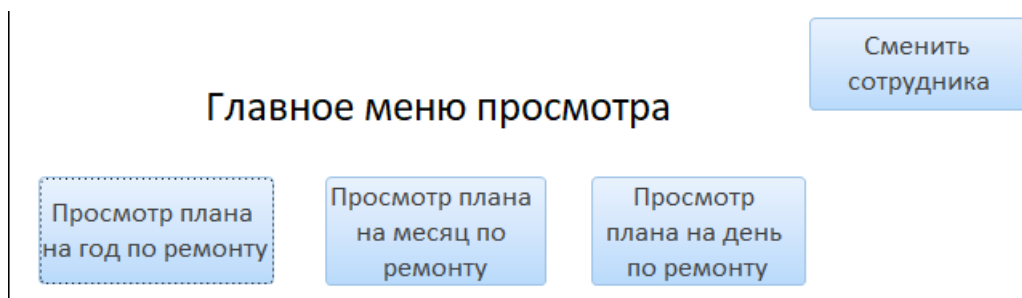 Сменить
сотрудника
Главное меню просмотра
Просмотр плана
на год по ремонту
Просмотр плана
на месяц по
ремонту
Просмотр
плана на день
по ремонту